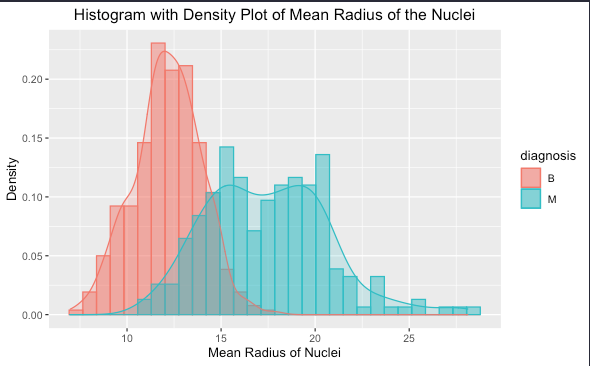 Histogram with Density Plot of Mean Radius of the Nuclei
0.20
0.15
0.10
0.05
0.00
Density
10 15 20 25
Mean Radius of Nuclei
diagnosis
B
M